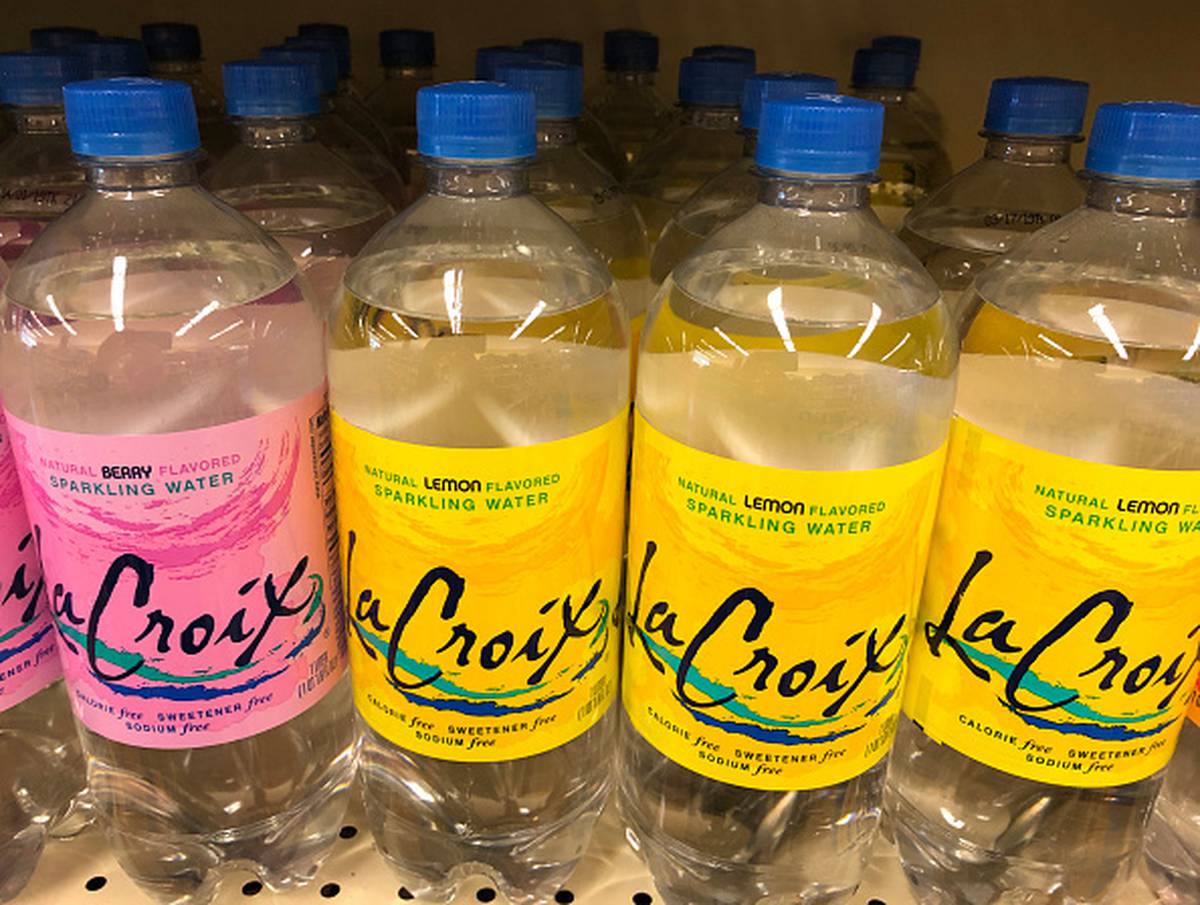 NATURAL BERRY FLAVORED
SPARKLING WATER
LaCroix
CALORIE free SWEETENER free
SODIUM free
NATURAL LEMON FLAVORED
SPARKLING WATER
LaCroix
CALORIE free SWEETENER free
SODIUM free
NATURAL LEMON FLAVORED
SPARKLING WATER
LaCroix
CALORIE free SWEETENER free
SODIUM free
NATURAL LEMON
SPARKLING
LaCroi
CALORIE free SWEETENER free
SODIUM free